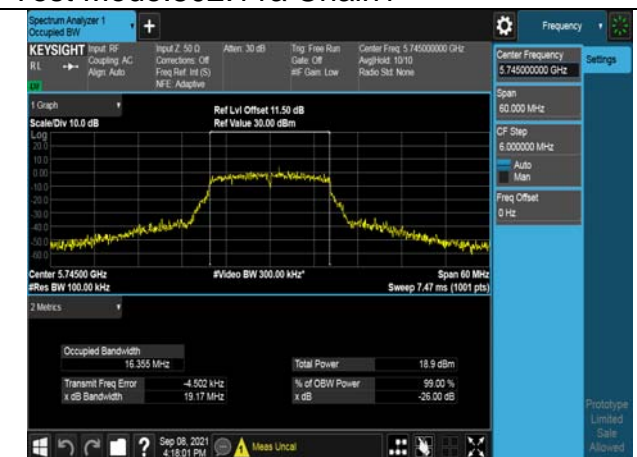 Spectrum Analyzer 1
Occupied BW
+
Frequency
KEYSIGHT
RL
Input: RF
Coupling: AC
Align: Auto
Input Z: 50 Ω
Corrections: Off
Freq Ref: Int (S)
NFE: Adaptive
Atten: 30 dB
Trig: Free Run
Gate: Off
#IF Gain: Low
Center Freq: 5.745000000 GHz
Avg|Hold: 10/10
Radio Std: None
Center Frequency
5.745000000 GHz
Settings
Span
60.000 MHz
CF Step
6.000000 MHz
Auto
Man
Freq Offset
0 Hz
1 Graph
Scale/Div 10.0 dB
Ref Lvl Offset 11.50 dB
Ref Value 30.00 dBm
Log
20.0
10.0
0.00
-10.0
-20.0
-30.0
-40.0
-50.0
-60.0
Center 5.74500 GHz
#Res BW 100.00 kHz
#Video BW 300.00 kHz*
Span 60 MHz
Sweep 7.47 ms (1001 pts)
2 Metrics
Occupied Bandwidth
16.355 MHz
Total Power 18.9 dBm
Transmit Freq Error -4.502 kHz
% of OBW Power 99.00 %
x dB Bandwidth 19.17 MHz
x dB -26.00 dB
Prototype
Limited
Sale
Allowed
?
Sep 08, 2021
4:18:01 PM
Meas Uncal